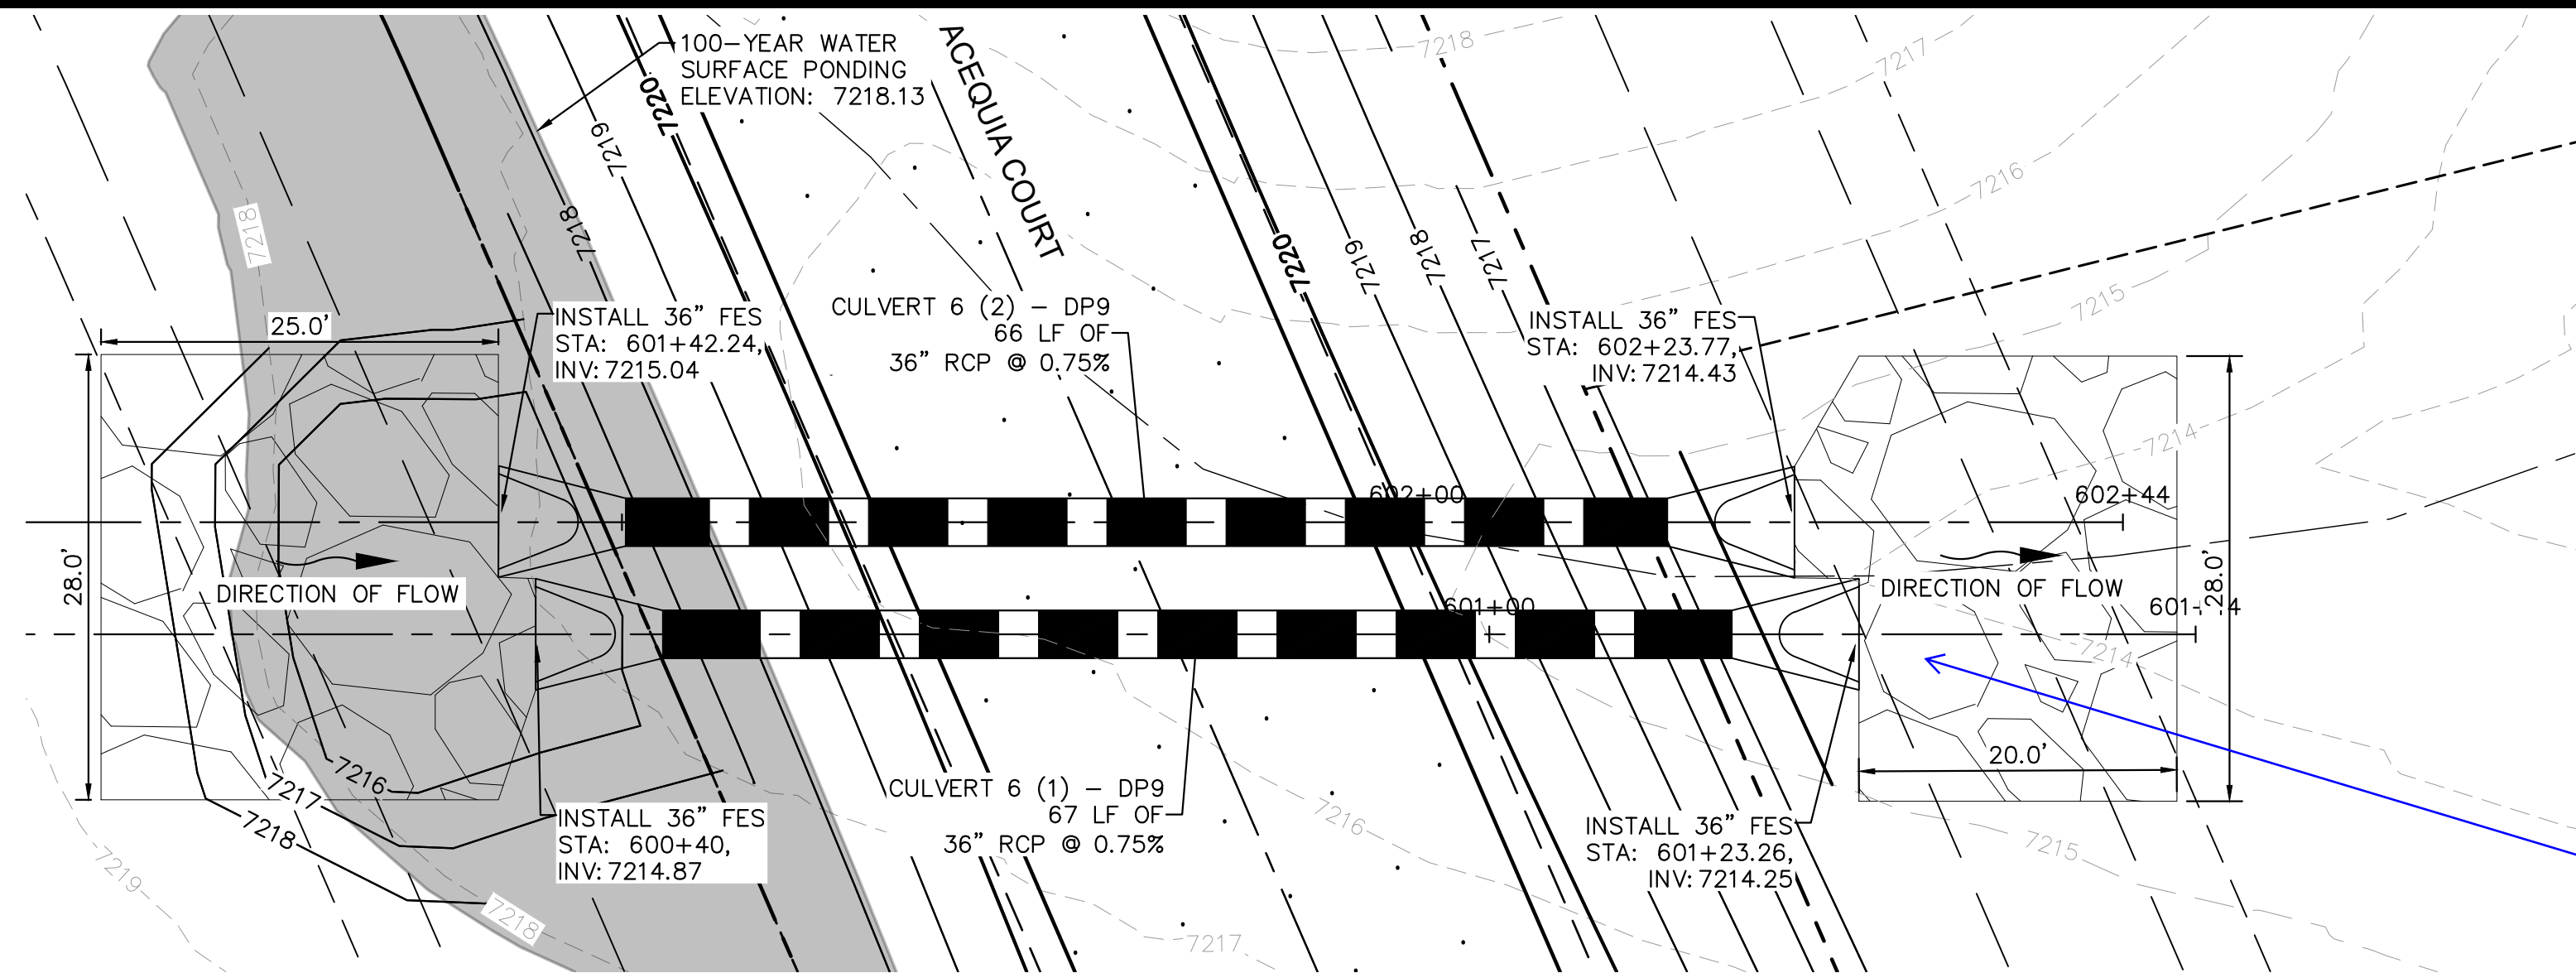 100-YEAR WATER
SURFACE PONDING
ELEVATION: 7218.13
ACEQUIA COURT
7218
7217
7220
7219
7218
7218
7216
7220
7219
7218
7217
7215
25.0'
INSTALL 36" FES
STA: 601+42.24,
INV: 7215.04
CULVERT 6 (2) - DP9
66 LF OF
36" RCP @ 0.75%
INSTALL 36" FES
STA: 602+23.77,
INV: 7214.43
7214
602+00
602+44
28.0'
DIRECTION OF FLOW
DIRECTION OF FLOW
28.0'
601+00
7214
20.0'
7216
7217
7218
7219
7218
INSTALL 36" FES
STA: 600+40,
INV: 7214.87
CULVERT 6 (1) - DP9
67 LF OF
36" RCP @ 0.75%
7216
7217
INSTALL 36" FES
STA: 601+23.26,
INV: 7214.25
7215